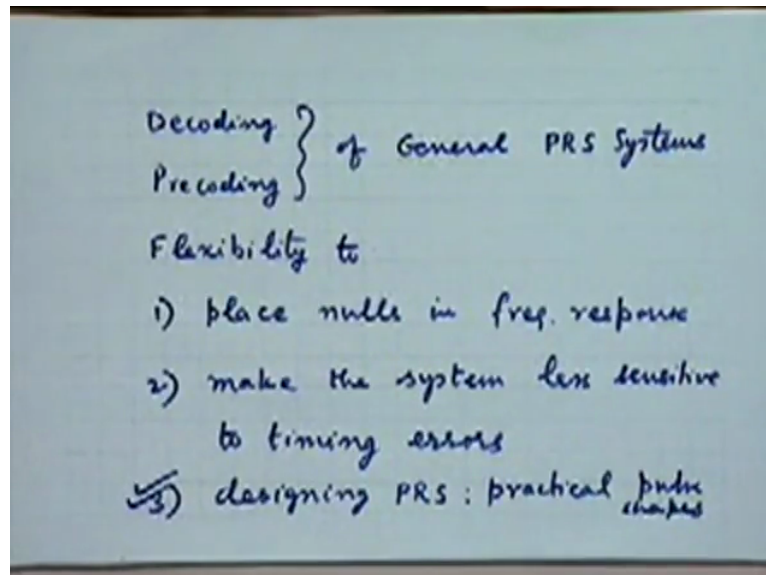 Decoding
Precoding } of General PRS Systems
Flexibility to
1) place nulls in freq. response
2) make the system less sensitive
to timing errors
3) designing PRS : practical pulse
shapes